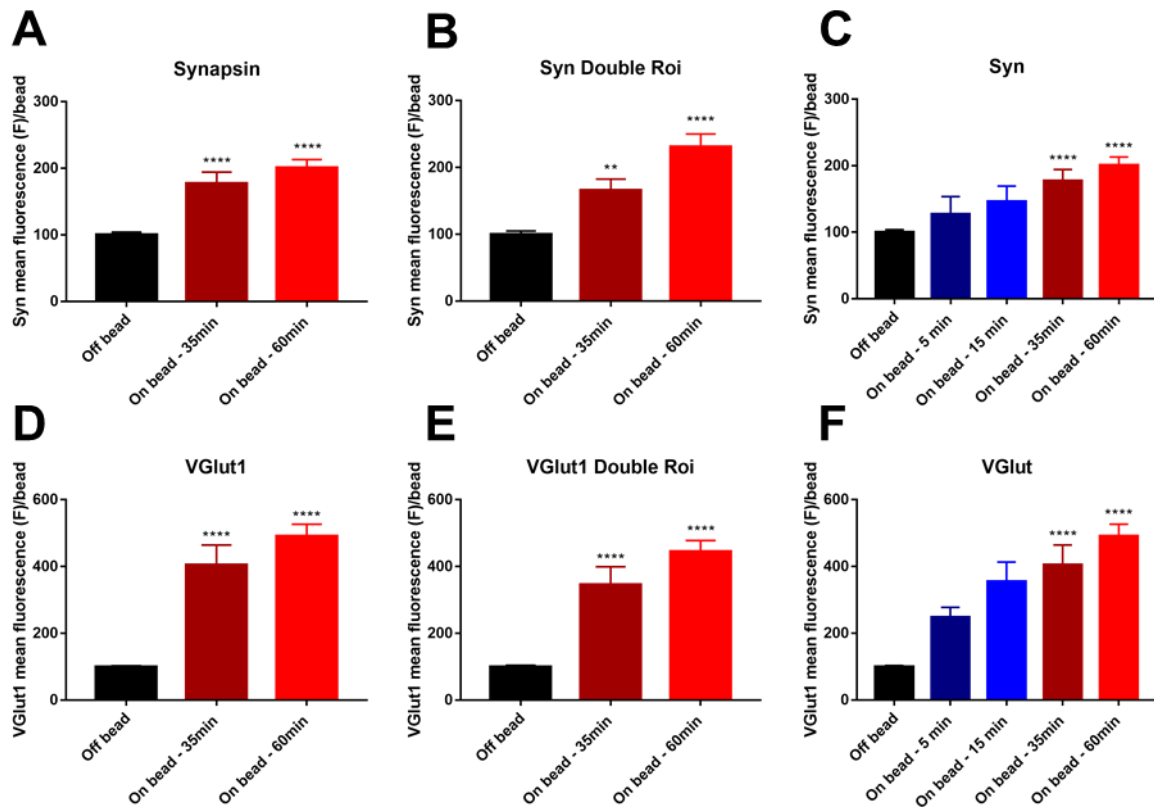 A
Synapsin
Syn mean fluorescence (F)/bead
300
200
100
0
****
****
Off bead
On bead - 35min
On bead - 60min
B
Syn Double Roi
Syn mean fluorescence (F)/bead
300
200
100
0
**
****
Off bead
On bead - 35min
On bead - 60min
C
Syn
Syn mean fluorescence (F)/bead
300
200
100
0
****
****
Off bead
On bead - 5 min
On bead - 15 min
On bead - 35min
On bead - 60min
D
VGlut1
VGlut1 mean fluorescence (F)/bead
600
400
200
0
****
****
Off bead
On bead - 35min
On bead - 60min
E
VGlut1 Double Roi
VGlut1 mean fluorescence (F)/bead
600
400
200
0
****
****
Off bead
On bead - 35min
On bead - 60min
F
VGlut
VGlut1 mean fluorescence (F)/bead
600
400
200
0
****
****
Off bead
On bead - 5 min
On bead - 15 min
On bead - 35min
On bead - 60min